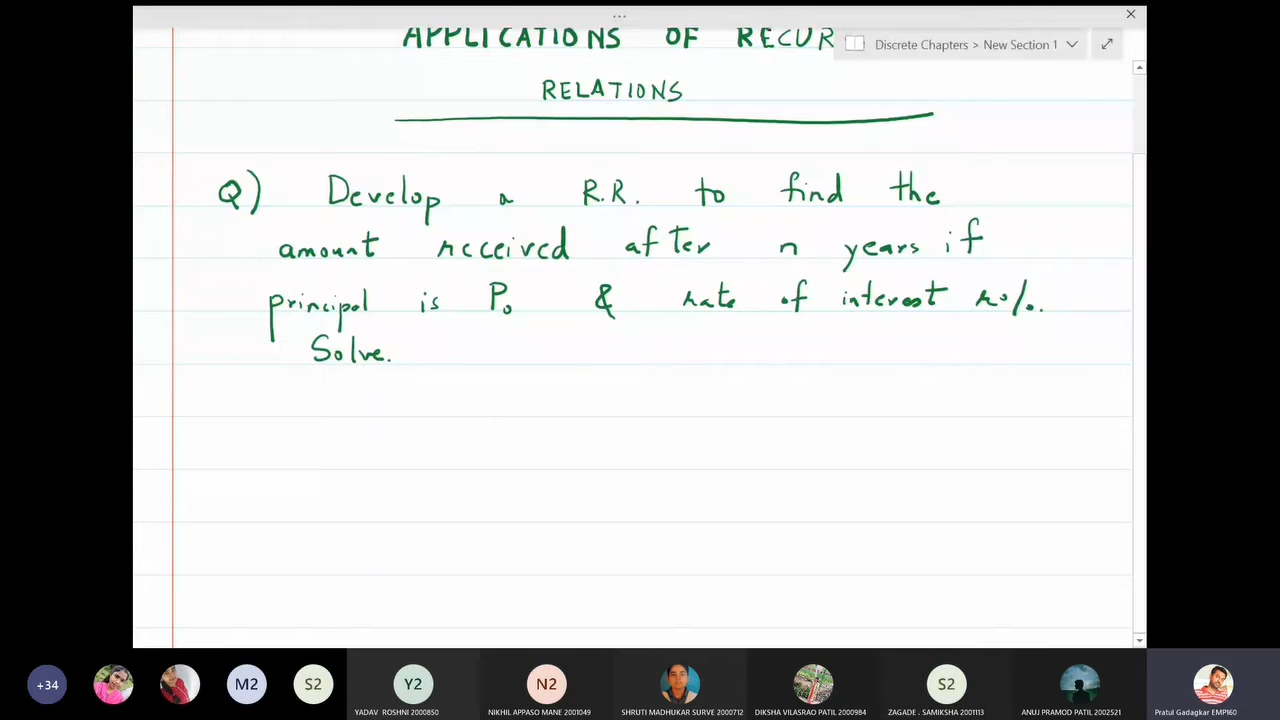 APPLICATIONS OF RECUR
Discrete Chapters > New Section 1
RELATIONS
Q) Develop a R.R. to find the
amount received after n years if
principal is P₀ & rate of interest r%.
Solve.
+34
M2
S2
Y2
N2
S2
YADAV ROSHNI 2000850
NIKHIL APPASO MANE 2001049
SHRUTI MADHUKAR SURVE 2000712
DIKSHA VILASRAO PATIL 2000984
ZAGADE . SAMIKSHA 2001113
ANUJ PRAMOD PATIL 2002521
Pratul Gadagkar EMP160